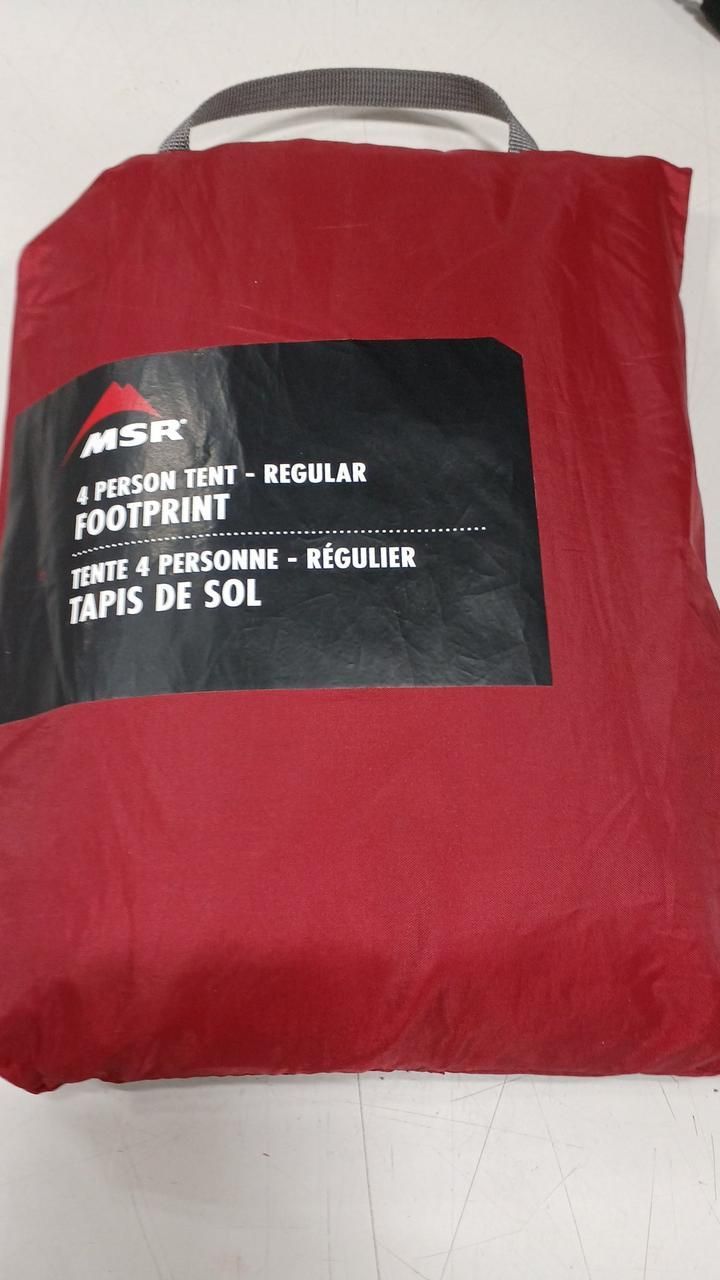 MSR®
4 PERSON TENT - REGULAR
FOOTPRINT
TENTE 4 PERSONNE - RÉGULIER
TAPIS DE SOL